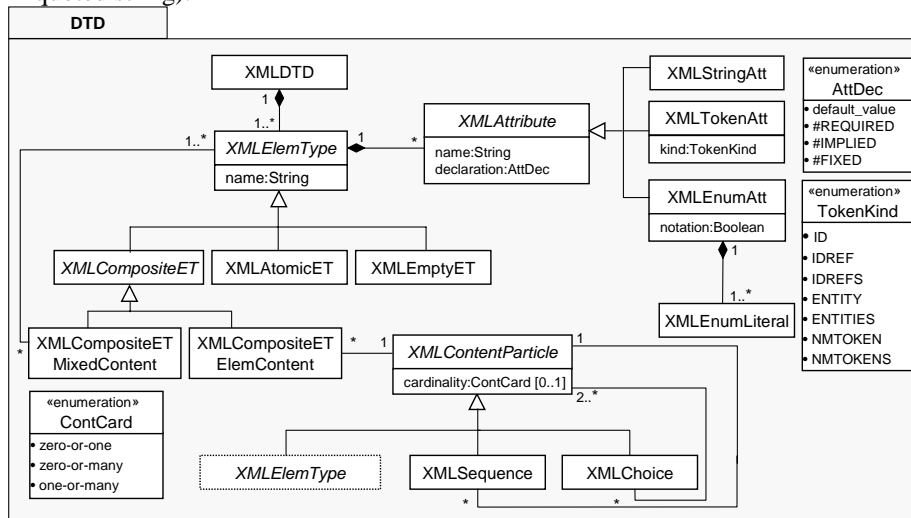 DTD
XMLDTD
1
1..*
XMLElemType
name:String
1
*
XMLAttribute
name:String
declaration:AttDec
XMLStringAtt
XMLTokenAtt
kind:TokenKind
XMLEnumAtt
notation:Boolean
1
1..*
XMLEnumLiteral
«enumeration»
AttDec
• default_value
• #REQUIRED
• #IMPLIED
• #FIXED
«enumeration»
TokenKind
• ID
• IDREF
• IDREFS
• ENTITY
• ENTITIES
• NMTOKEN
• NMTOKENS
1..*
XMLCompositeET
XMLAtomicET
XMLEmptyET
*
XMLCompositeET
MixedContent
XMLCompositeET
ElemContent
*
1
XMLContentParticle
cardinality:ContCard [0..1]
1
2..*
«enumeration»
ContCard
• zero-or-one
• zero-or-many
• one-or-many
XMLElemType
XMLSequence
XMLChoice
*
*